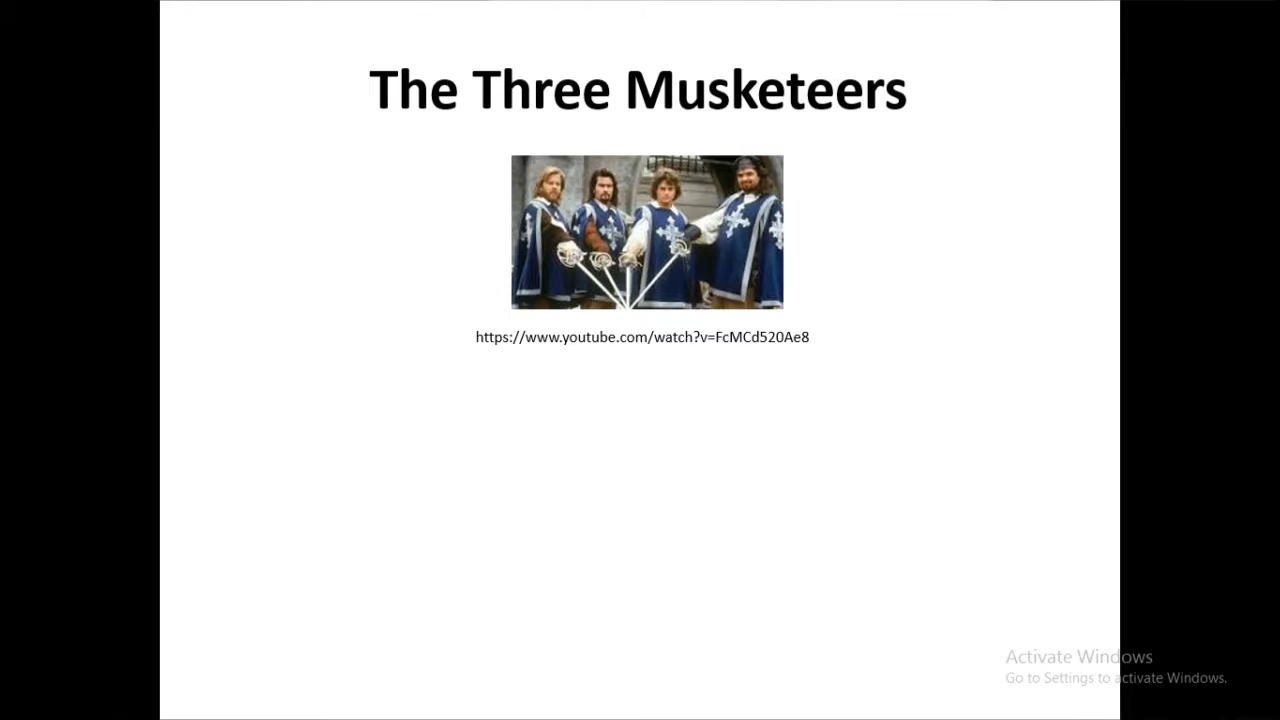 The Three Musketeers
https://www.youtube.com/watch?v=FcMCd520Ae8
Activate Windows
Go to Settings to activate Windows.